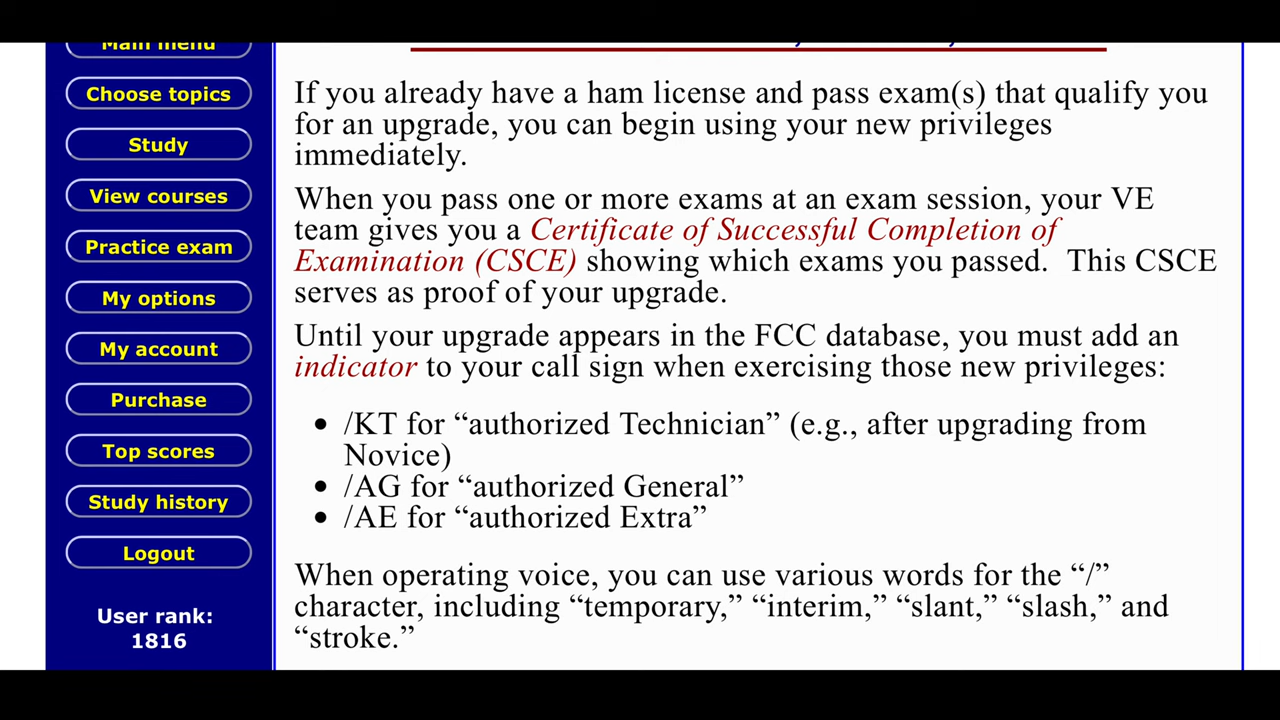 Main menu
Choose topics
Study
View courses
Practice exam
My options
My account
Purchase
Top scores
Study history
Logout
User rank:
1816
If you already have a ham license and pass exam(s) that qualify you
for an upgrade, you can begin using your new privileges
immediately.
When you pass one or more exams at an exam session, your VE
team gives you a Certificate of Successful Completion of
Examination (CSCE) showing which exams you passed.  This CSCE
serves as proof of your upgrade.
Until your upgrade appears in the FCC database, you must add an
indicator to your call sign when exercising those new privileges:
• /KT for “authorized Technician” (e.g., after upgrading from
Novice)
• /AG for “authorized General”
• /AE for “authorized Extra”
When operating voice, you can use various words for the “/”
character, including “temporary,” “interim,” “slant,” “slash,” and
“stroke.”